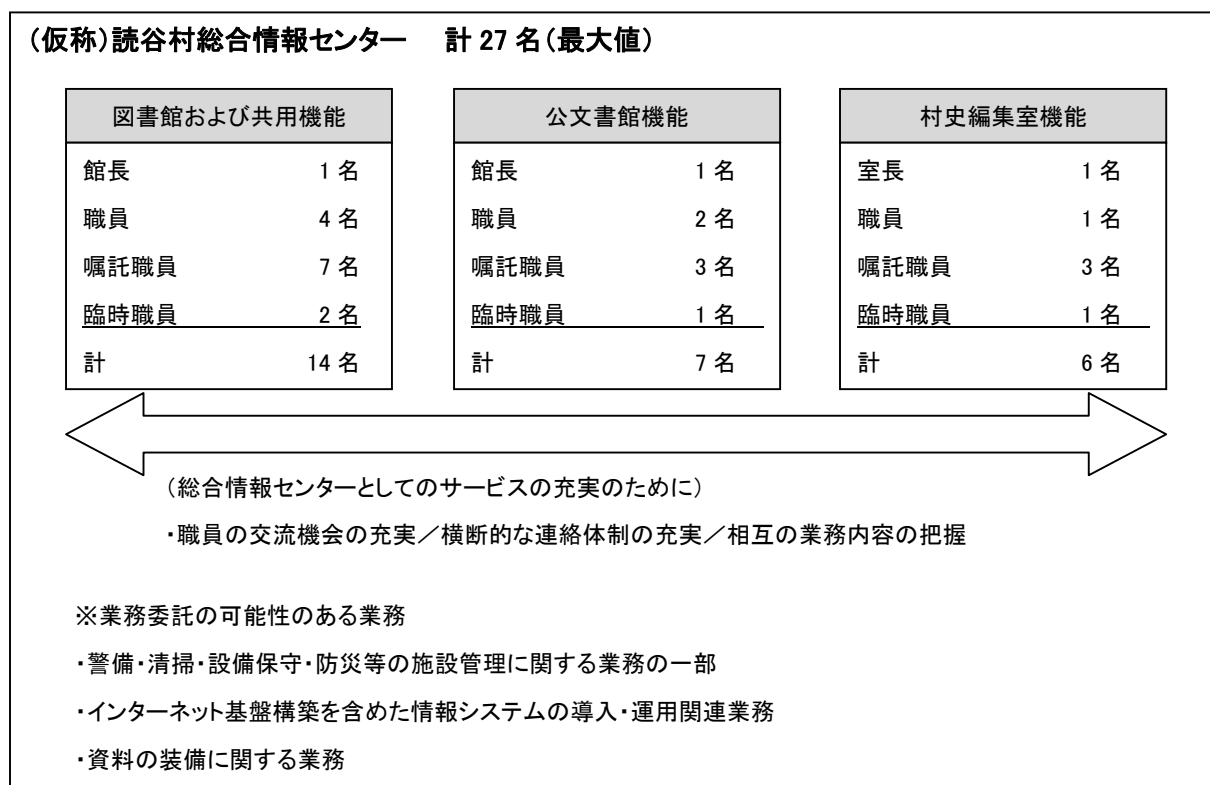 （仮称）読谷村総合情報センター　計 27 名（最大値）
図書館および共用機能
館長 1 名
職員 4 名
嘱託職員 7 名
臨時職員 2 名
計 14 名
公文書館機能
館長 1 名
職員 2 名
嘱託職員 3 名
臨時職員 1 名
計 7 名
村史編集室機能
室長 1 名
職員 1 名
嘱託職員 3 名
臨時職員 1 名
計 6 名
（総合情報センターとしてのサービスの充実のために）
・職員の交流機会の充実／横断的な連絡体制の充実／相互の業務内容の把握
※業務委託の可能性のある業務
・警備・清掃・設備保守・防災等の施設管理に関する業務の一部
・インターネット基盤構築を含めた情報システムの導入・運用関連業務
・資料の装備に関する業務